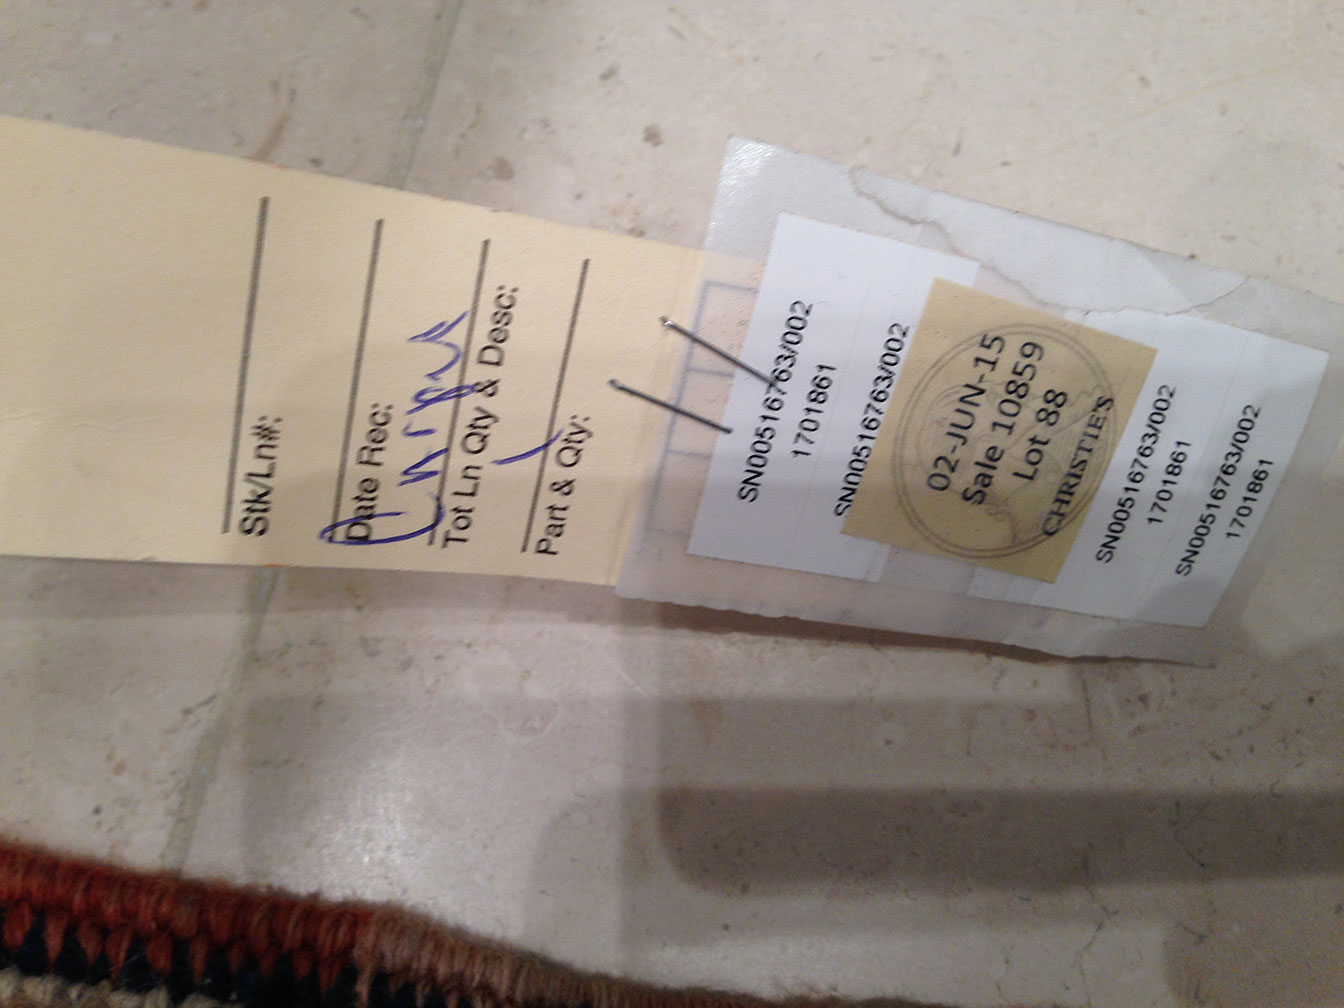 Stk/Ln#:
Date Rec:
Tot Ln Qty & Desc:
Part & Qty:
SN00516763/002
1701861
SN00516763/002
02-JUN-15
Sale 10859
Lot 88
CHRISTIE'S
SN00516763/002
1701861
SN00516763/002
1701861